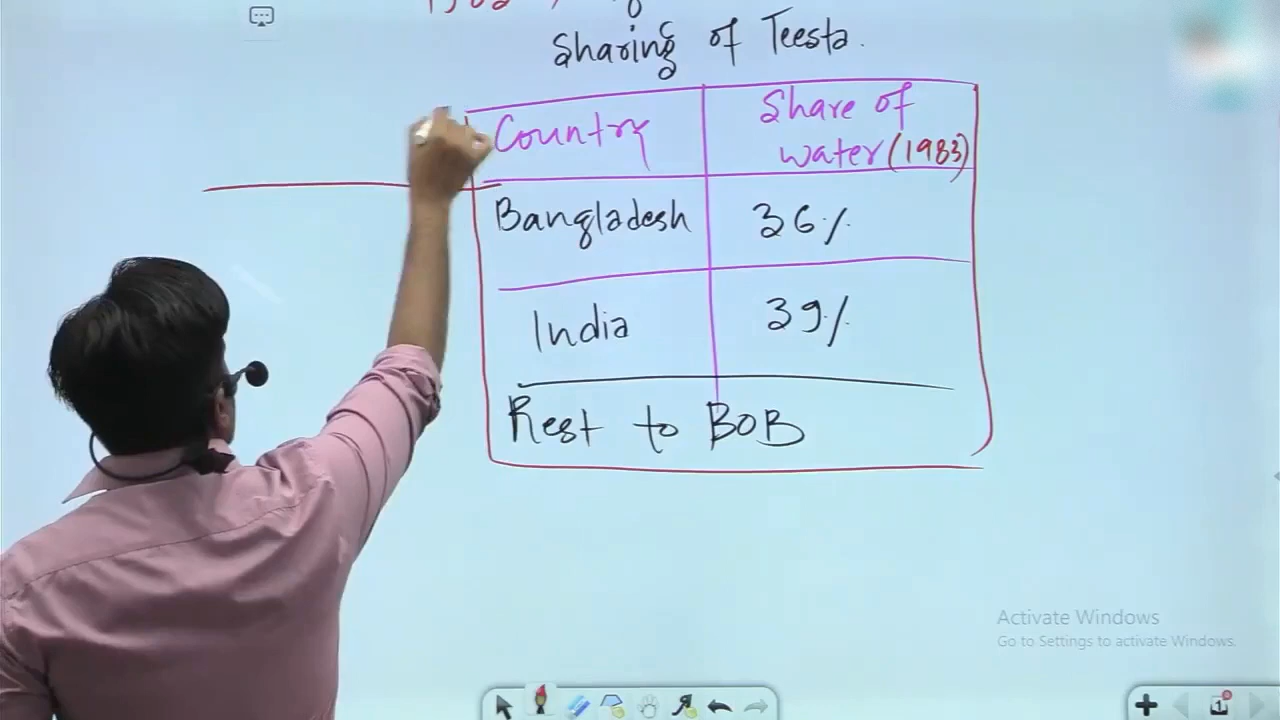 Sharing of Teesta.
Country
Share of
water (1983)
Bangladesh 36%
India 39%
Rest to BOB
Activate Windows
Go to Settings to activate Windows.
1